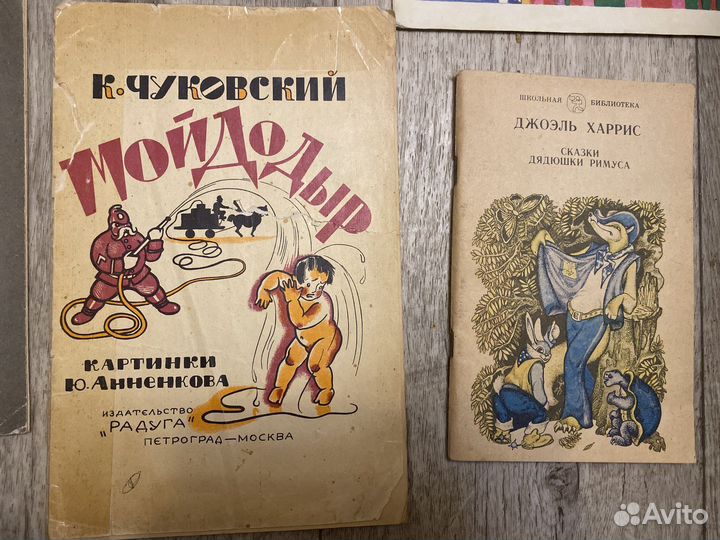 К. ЧУКОВСКИЙ
МОЙДОДЫР
КАРТИНКИ
Ю. АННЕНКОВА
ИЗДАТЕЛЬСТВО
„РАДУГА“
ПЕТРОГРАД—МОСКВА
ШКОЛЬНАЯ БИБЛИОТЕКА
ДЖОЭЛЬ ХАРРИС
СКАЗКИ
ДЯДЮШКИ РИМУСА
Avito